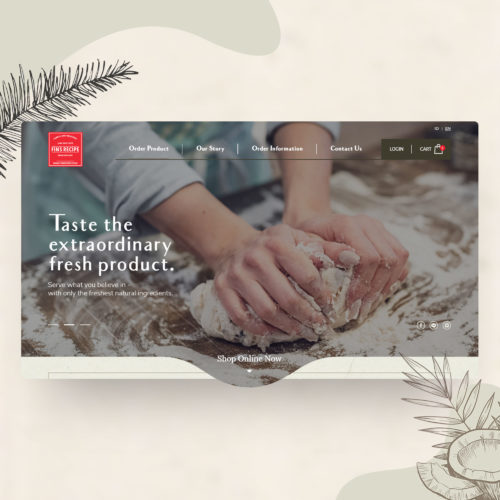 ID | EN
FIN'S RECIPE
Order Product
Our Story
Order Information
Contact Us
LOGIN
CART
Taste the
extraordinary
fresh product.
Serve what you believe in –
with only the freshest natural ingredients.
Shop Online Now